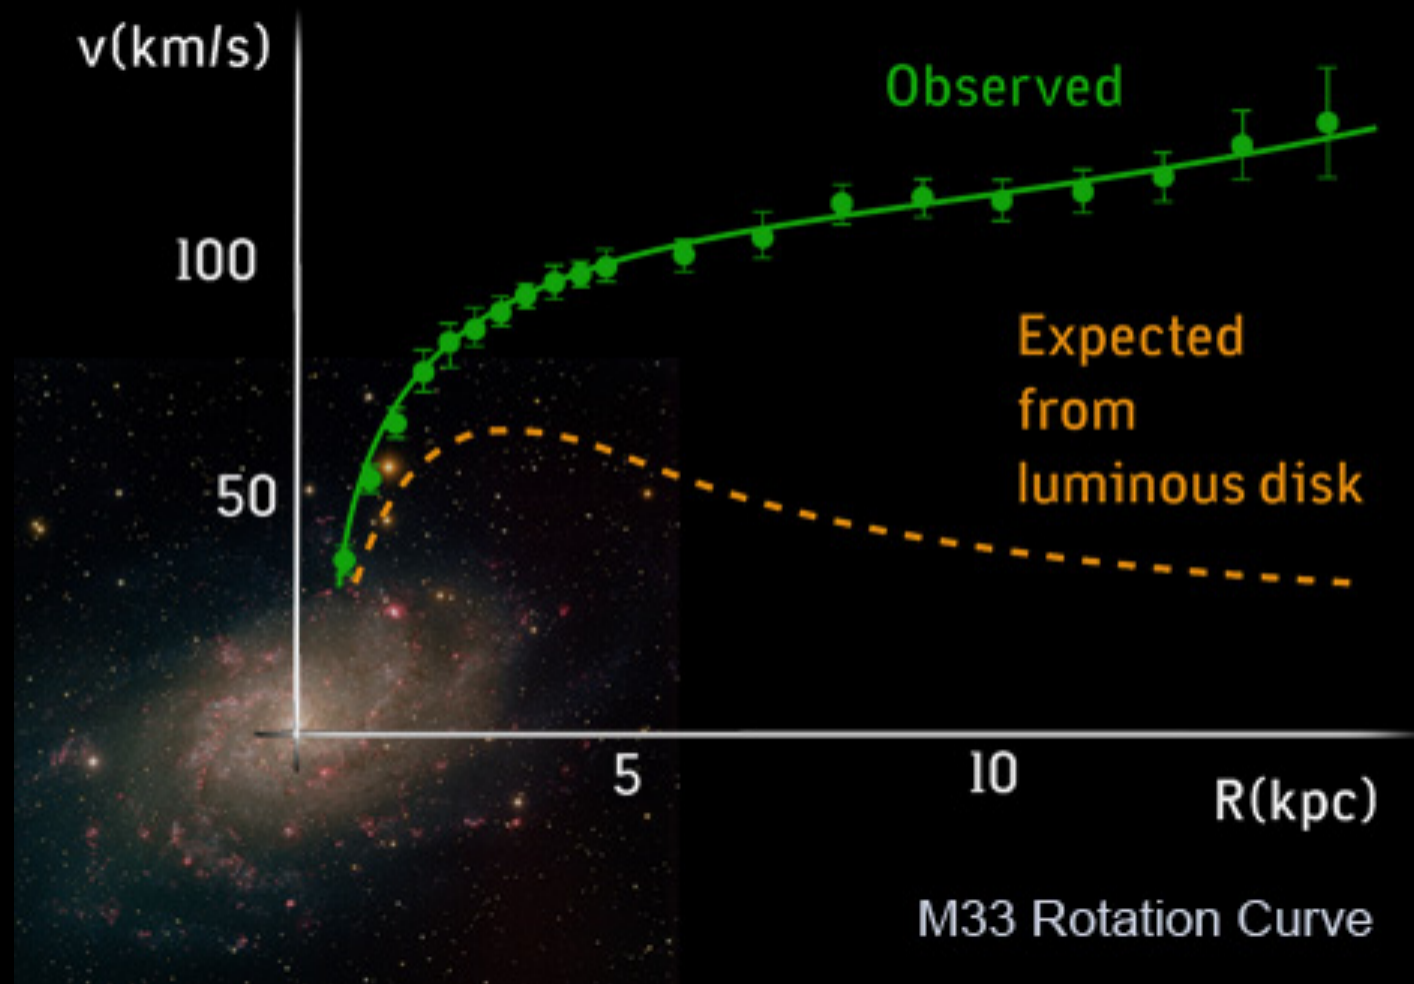 v(km/s)
Observed
100
Expected
from
luminous disk
50
5
10
R(kpc)
M33 Rotation Curve